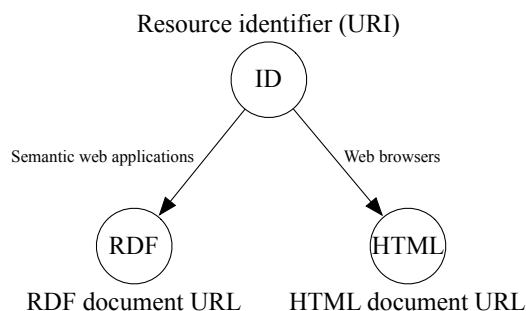 Resource identifier (URI)
ID
Semantic web applications
Web browsers
RDF
HTML
RDF document URL
HTML document URL